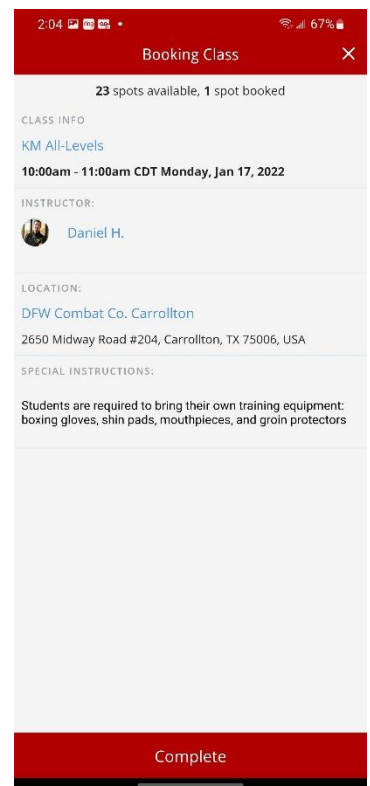 2:04
67%
Booking Class
23 spots available, 1 spot booked
CLASS INFO
KM All-Levels
10:00am - 11:00am CDT Monday, Jan 17, 2022
INSTRUCTOR:
Daniel H.
LOCATION:
DFW Combat Co. Carrollton
2650 Midway Road #204, Carrollton, TX 75006, USA
SPECIAL INSTRUCTIONS:
Students are required to bring their own training equipment:
boxing gloves, shin pads, mouthpieces, and groin protectors
Complete